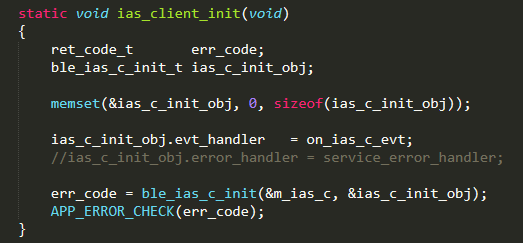 static void ias_client_init(void)
{
    ret_code_t       err_code;
    ble_ias_c_init_t ias_c_init_obj;

    memset(&ias_c_init_obj, 0, sizeof(ias_c_init_obj));

    ias_c_init_obj.evt_handler   = on_ias_c_evt;
    //ias_c_init_obj.error_handler = service_error_handler;

    err_code = ble_ias_c_init(&m_ias_c, &ias_c_init_obj);
    APP_ERROR_CHECK(err_code);
}